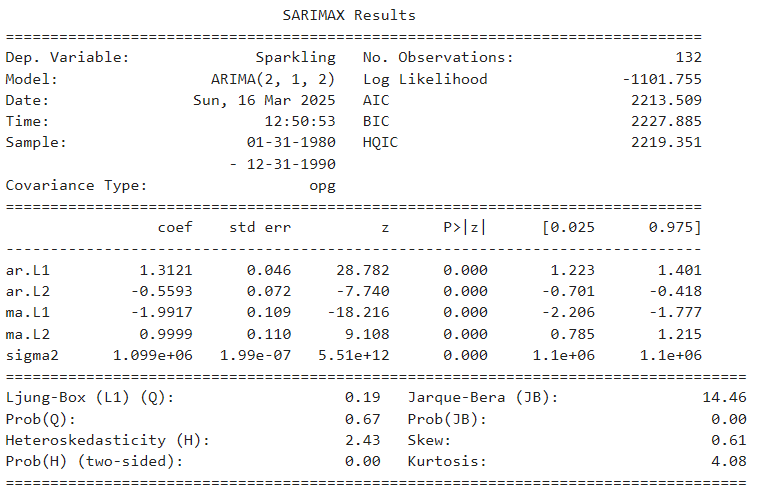 SARIMAX Results
==============================================================================
Dep. Variable: Sparkling No. Observations: 132
Model: ARIMA(2, 1, 2) Log Likelihood -1101.755
Date: Sun, 16 Mar 2025 AIC 2213.509
Time: 12:50:53 BIC 2227.885
Sample: 01-31-1980 HQIC 2219.351
- 12-31-1990
Covariance Type: opg
==============================================================================
coef std err z P>|z| [0.025 0.975]
------------------------------------------------------------------------------
ar.L1 1.3121 0.046 28.782 0.000 1.223 1.401
ar.L2 -0.5593 0.072 -7.740 0.000 -0.701 -0.418
ma.L1 -1.9917 0.109 -18.216 0.000 -2.206 -1.777
ma.L2 0.9999 0.110 9.108 0.000 0.785 1.215
sigma2 1.099e+06 1.99e-07 5.51e+12 0.000 1.1e+06 1.1e+06
===================================================================================
Ljung-Box (L1) (Q): 0.19 Jarque-Bera (JB): 14.46
Prob(Q): 0.67 Prob(JB): 0.00
Heteroskedasticity (H): 2.43 Skew: 0.61
Prob(H) (two-sided): 0.00 Kurtosis: 4.08
===================================================================================